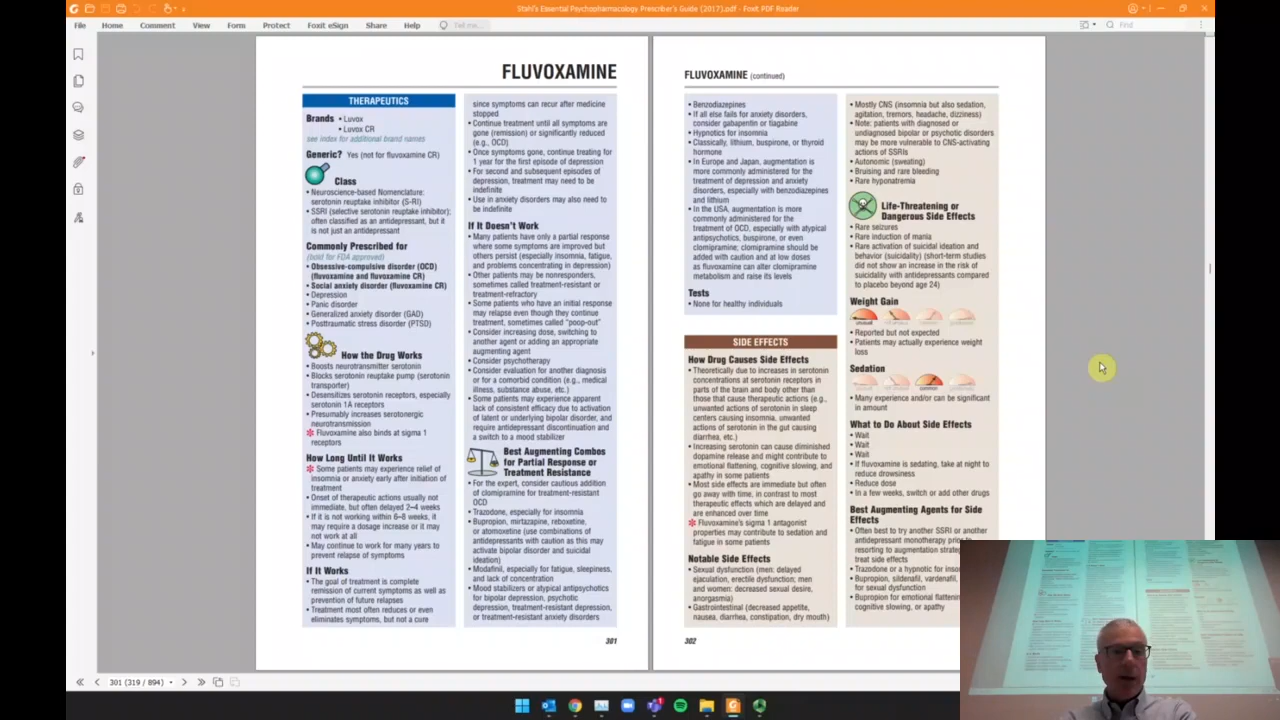 Stahl's Essential Psychopharmacology Prescriber's Guide (2017).pdf - Foxit PDF Reader
File Home Comment View Form Protect Foxit eSign Share Help Tell me... Find
FLUVOXAMINE
THERAPEUTICS
Brands • Luvox
• Luvox CR
see index for additional brand names
Generic? Yes (not for fluvoxamine CR)
Class
• Neuroscience-based Nomenclature:
serotonin reuptake inhibitor (S-RI)
• SSRI (selective serotonin reuptake inhibitor);
often classified as an antidepressant, but it
is not just an antidepressant
Commonly Prescribed for
(bold for FDA approved)
• Obsessive-compulsive disorder (OCD)
(fluvoxamine and fluvoxamine CR)
• Social anxiety disorder (fluvoxamine CR)
• Depression
• Panic disorder
• Generalized anxiety disorder (GAD)
• Posttraumatic stress disorder (PTSD)
How the Drug Works
• Boosts neurotransmitter serotonin
• Blocks serotonin reuptake pump (serotonin
transporter)
• Desensitizes serotonin receptors, especially
serotonin 1A receptors
• Presumably increases serotonergic
neurotransmission
✻ Fluvoxamine also binds at sigma 1
receptors
How Long Until It Works
✻ Some patients may experience relief of
insomnia or anxiety early after initiation of
treatment
• Onset of therapeutic actions usually not
immediate, but often delayed 2–4 weeks
• If it is not working within 6–8 weeks, it
may require a dosage increase or it may
not work at all
• May continue to work for many years to
prevent relapse of symptoms
If It Works
• The goal of treatment is complete
remission of current symptoms as well as
prevention of future relapses
• Treatment most often reduces or even
eliminates symptoms, but not a cure
since symptoms can recur after medicine
stopped
• Continue treatment until all symptoms are
gone (remission) or significantly reduced
(e.g., OCD)
• Once symptoms gone, continue treating for
1 year for the first episode of depression
• For second and subsequent episodes of
depression, treatment may need to be
indefinite
• Use in anxiety disorders may also need to
be indefinite
If It Doesn't Work
• Many patients have only a partial response
where some symptoms are improved but
others persist (especially insomnia, fatigue,
and problems concentrating in depression)
• Other patients may be nonresponders,
sometimes called treatment-resistant or
treatment-refractory
• Some patients who have an initial response
may relapse even though they continue
treatment, sometimes called "poop-out"
• Consider increasing dose, switching to
another agent or adding an appropriate
augmenting agent
• Consider psychotherapy
• Consider evaluation for another diagnosis
or for a comorbid condition (e.g., medical
illness, substance abuse, etc.)
• Some patients may experience apparent
lack of consistent efficacy due to activation
of latent or underlying bipolar disorder, and
require antidepressant discontinuation and
a switch to a mood stabilizer
Best Augmenting Combos
for Partial Response or
Treatment Resistance
• For the expert, consider cautious addition
of clomipramine for treatment-resistant
OCD
• Trazodone, especially for insomnia
• Bupropion, mirtazapine, reboxetine,
or atomoxetine (use combinations of
antidepressants with caution as this may
activate bipolar disorder and suicidal
ideation)
• Modafinil, especially for fatigue, sleepiness,
and lack of concentration
• Mood stabilizers or atypical antipsychotics
for bipolar depression, psychotic
depression, treatment-resistant depression,
or treatment-resistant anxiety disorders
301
FLUVOXAMINE (continued)
• Benzodiazepines
• If all else fails for anxiety disorders,
consider gabapentin or tiagabine
• Hypnotics for insomnia
• Classically, lithium, buspirone, or thyroid
hormone
• In Europe and Japan, augmentation is
more commonly administered for the
treatment of depression and anxiety
disorders, especially with benzodiazepines
and lithium
• In the USA, augmentation is more
commonly administered for the
treatment of OCD, especially with atypical
antipsychotics, buspirone, or even
clomipramine; clomipramine should be
added with caution and at low doses
as fluvoxamine can alter clomipramine
metabolism and raise its levels
Tests
• None for healthy individuals
SIDE EFFECTS
How Drug Causes Side Effects
• Theoretically due to increases in serotonin
concentrations at serotonin receptors in
parts of the brain and body other than
those that cause therapeutic actions (e.g.,
unwanted actions of serotonin in sleep
centers causing insomnia, unwanted
actions of serotonin in the gut causing
diarrhea, etc.)
• Increasing serotonin can cause diminished
dopamine release and might contribute to
emotional flattening, cognitive slowing, and
apathy in some patients
• Most side effects are immediate but often
go away with time, in contrast to most
therapeutic effects which are delayed and
are enhanced over time
✻ Fluvoxamine's sigma 1 antagonist
properties may contribute to sedation and
fatigue in some patients
Notable Side Effects
• Sexual dysfunction (men: delayed
ejaculation, erectile dysfunction; men
and women: decreased sexual desire,
anorgasmia)
• Gastrointestinal (decreased appetite,
nausea, diarrhea, constipation, dry mouth)
302
• Mostly CNS (insomnia but also sedation,
agitation, tremors, headache, dizziness)
• Note: patients with diagnosed or
undiagnosed bipolar or psychotic disorders
may be more vulnerable to CNS-activating
actions of SSRIs
• Autonomic (sweating)
• Bruising and rare bleeding
• Rare hyponatremia
Life-Threatening or
Dangerous Side Effects
• Rare seizures
• Rare induction of mania
• Rare activation of suicidal ideation and
behavior (suicidality) (short-term studies
did not show an increase in the risk of
suicidality with antidepressants compared
to placebo beyond age 24)
Weight Gain
unusual
• Reported but not expected
• Patients may actually experience weight
loss
Sedation
common
• Many experience and/or can be significant
in amount
What to Do About Side Effects
• Wait
• Wait
• Wait
• If fluvoxamine is sedating, take at night to
reduce drowsiness
• Reduce dose
• In a few weeks, switch or add other drugs
Best Augmenting Agents for Side
Effects
• Often best to try another SSRI or another
antidepressant monotherapy prior
resorting to augmentation
treat side effects
• Trazodone or a hypnotic for
• Bupropion, sildenafil, vardenafil,
for sexual dysfunction
• Bupropion for emotional
cognitive slowing, or apathy
301 (319 / 894)